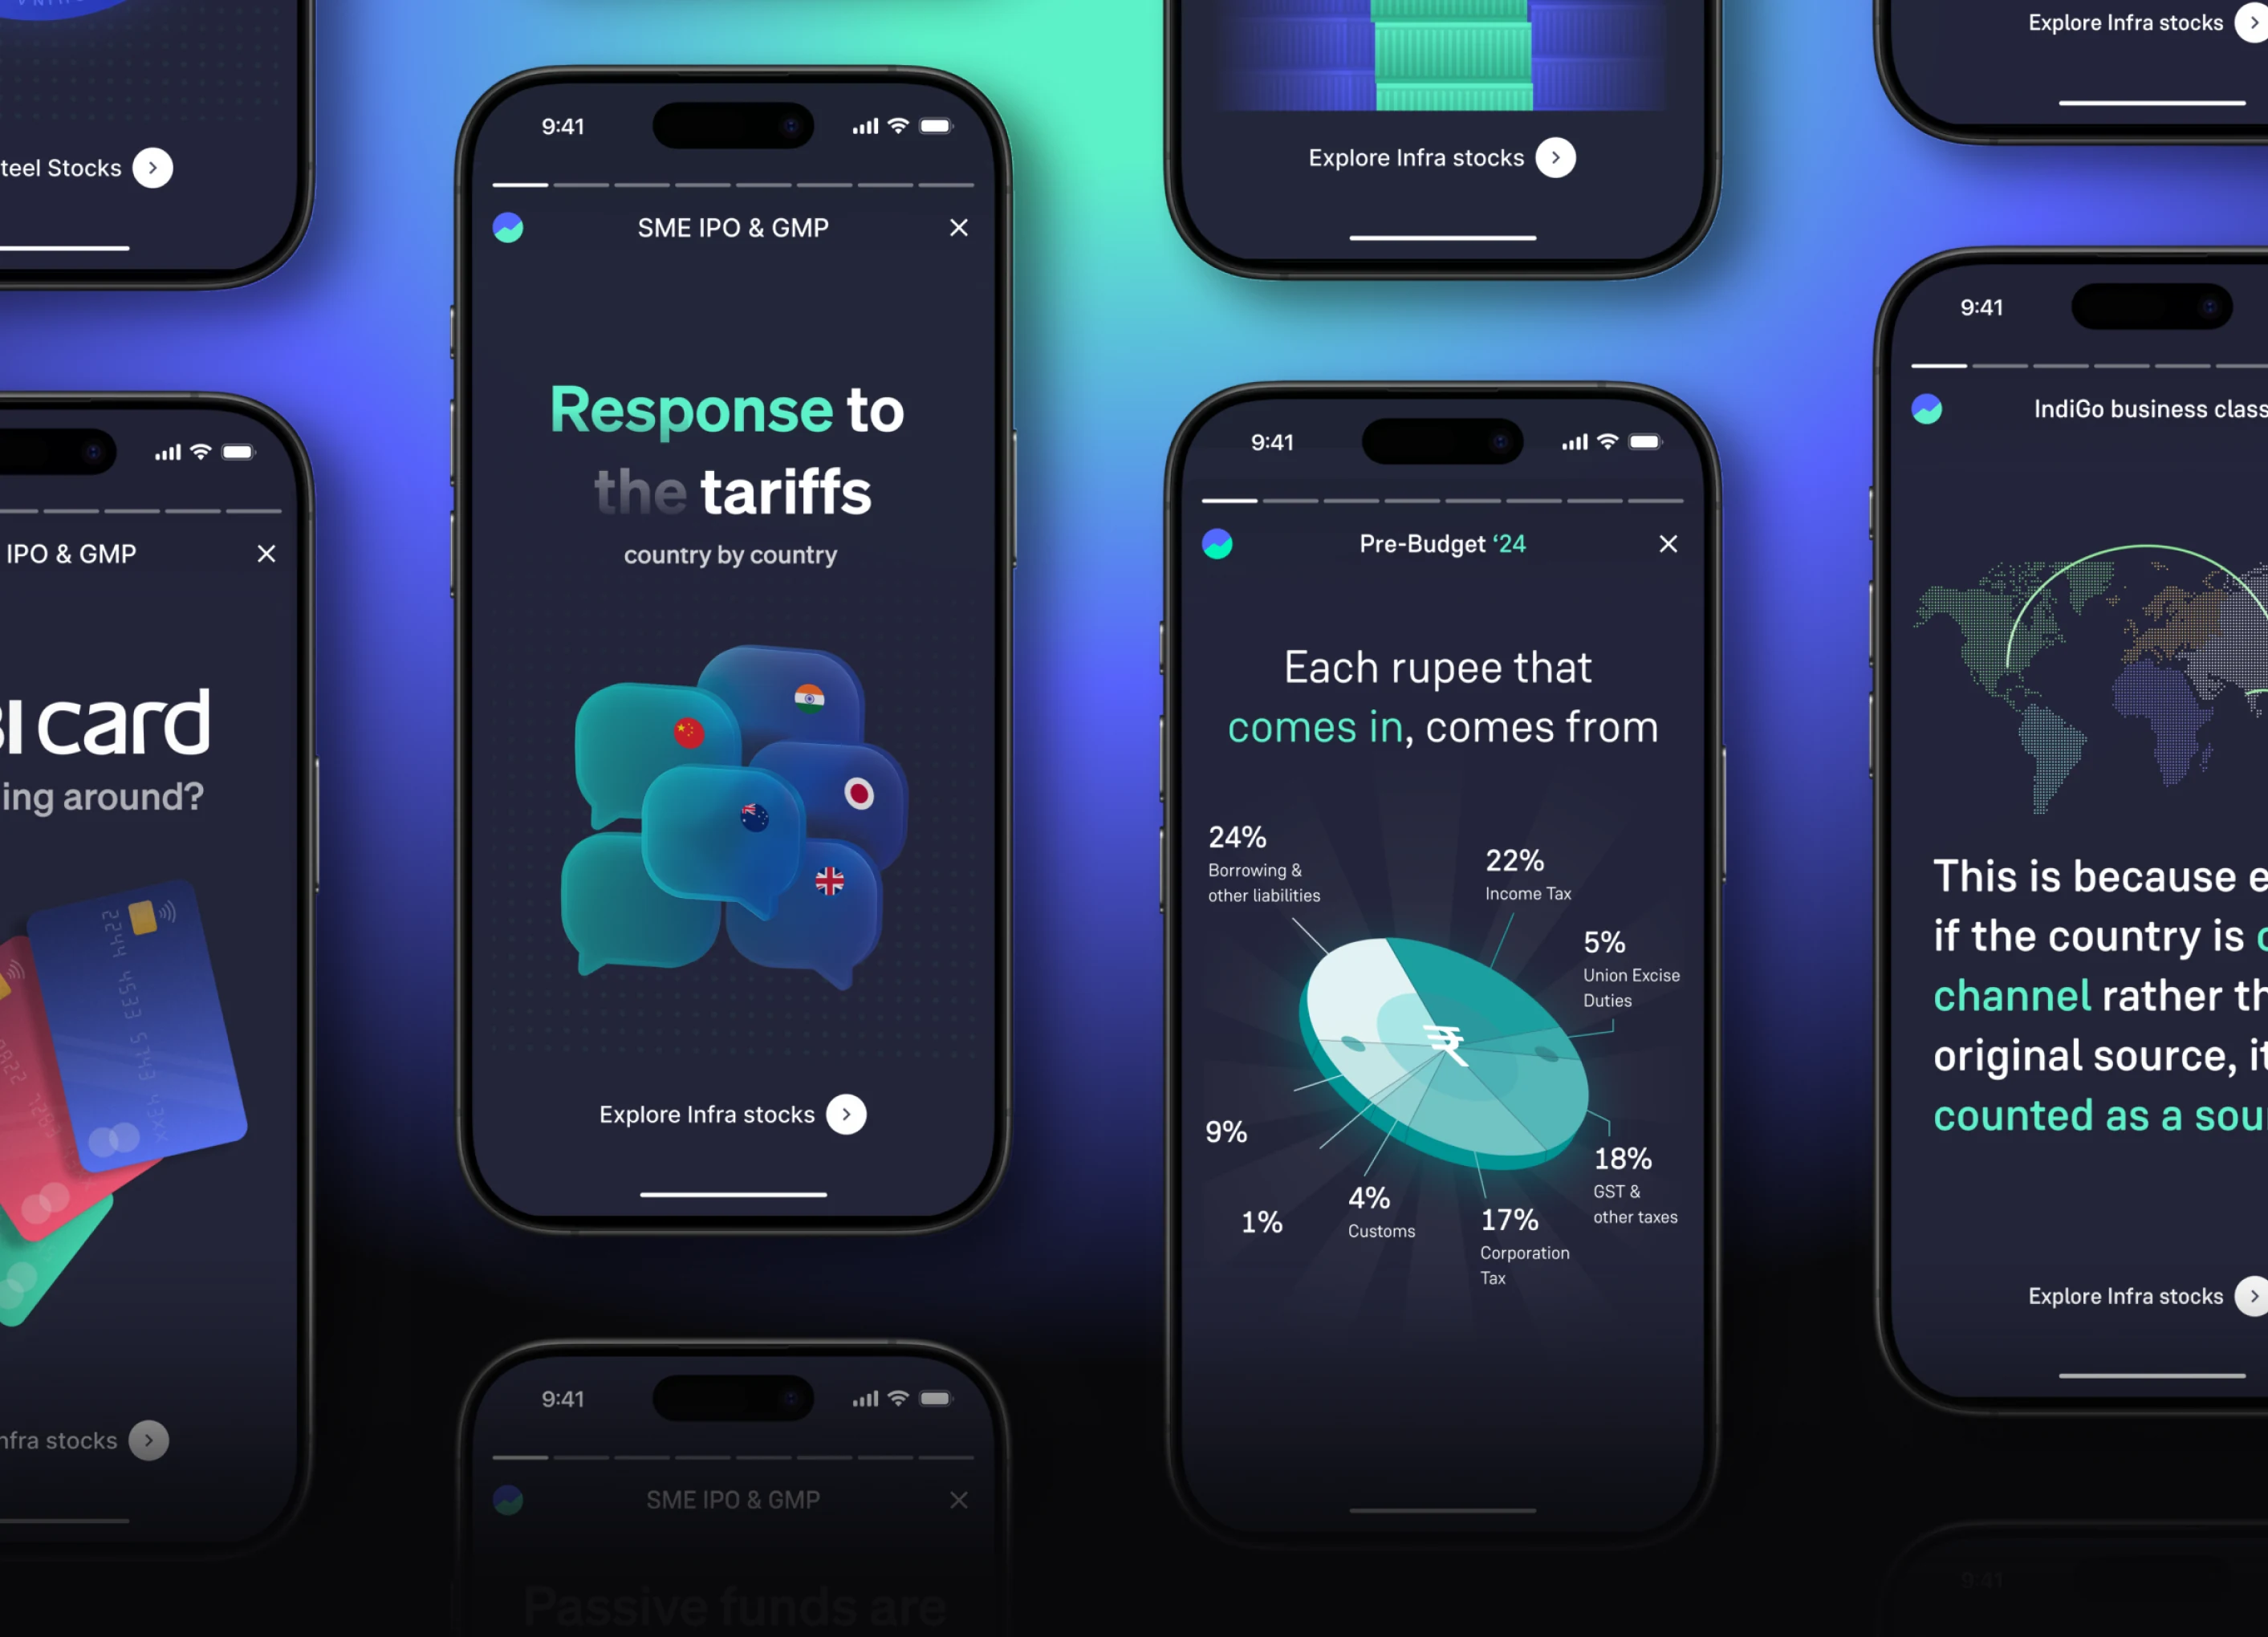 teel Stocks
9:41
SME IPO & GMP
Response to
the tariffs
country by country
Explore Infra stocks
Explore Infra stocks
Explore Infra stocks
IPO & GMP
BI card
ing around?
nfra stocks
9:41
Pre-Budget ‘24
Each rupee that
comes in, comes from
24%
Borrowing &
other liabilities
22%
Income Tax
5%
Union Excise
Duties
9%
1%
4%
Customs
17%
Corporation
Tax
18%
GST &
other taxes
9:41
IndiGo business class
This is because e
if the country is
channel rather th
original source, it
counted as a sou
Explore Infra stocks
9:41
SME IPO & GMP
Passive funds are
9:41